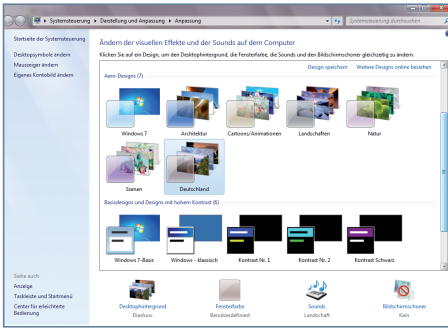 Systemsteuerung ▸ Darstellung und Anpassung ▸ Anpassung
Systemsteuerung durchsuchen
Startseite der Systemsteuerung
Desktopsymbole ändern
Mauszeiger ändern
Eigenes Kontobild ändern
Ändern der visuellen Effekte und der Sounds auf dem Computer
Klicken Sie auf ein Design, um den Desktophintergrund, die Fensterfarbe, die Sounds und den Bildschirmschoner gleichzeitig zu ändern.
Design speichern Weitere Designs online beziehen
Aero-Designs (7)
Windows 7 Architektur Cartoons/Animationen Landschaften Natur
Szenen Deutschland
Basisdesigns und Designs mit hohem Kontrast (6)
Windows 7-Basis Windows - klassisch Kontrast Nr. 1 Kontrast Nr. 2 Kontrast Schwarz
Siehe auch
Anzeige
Taskleiste und Startmenü
Center für erleichterte
Bedienung
Desktophintergrund Fensterfarbe Sounds Bildschirmschoner
Diashow Benutzerdefiniert Landschaft Kein